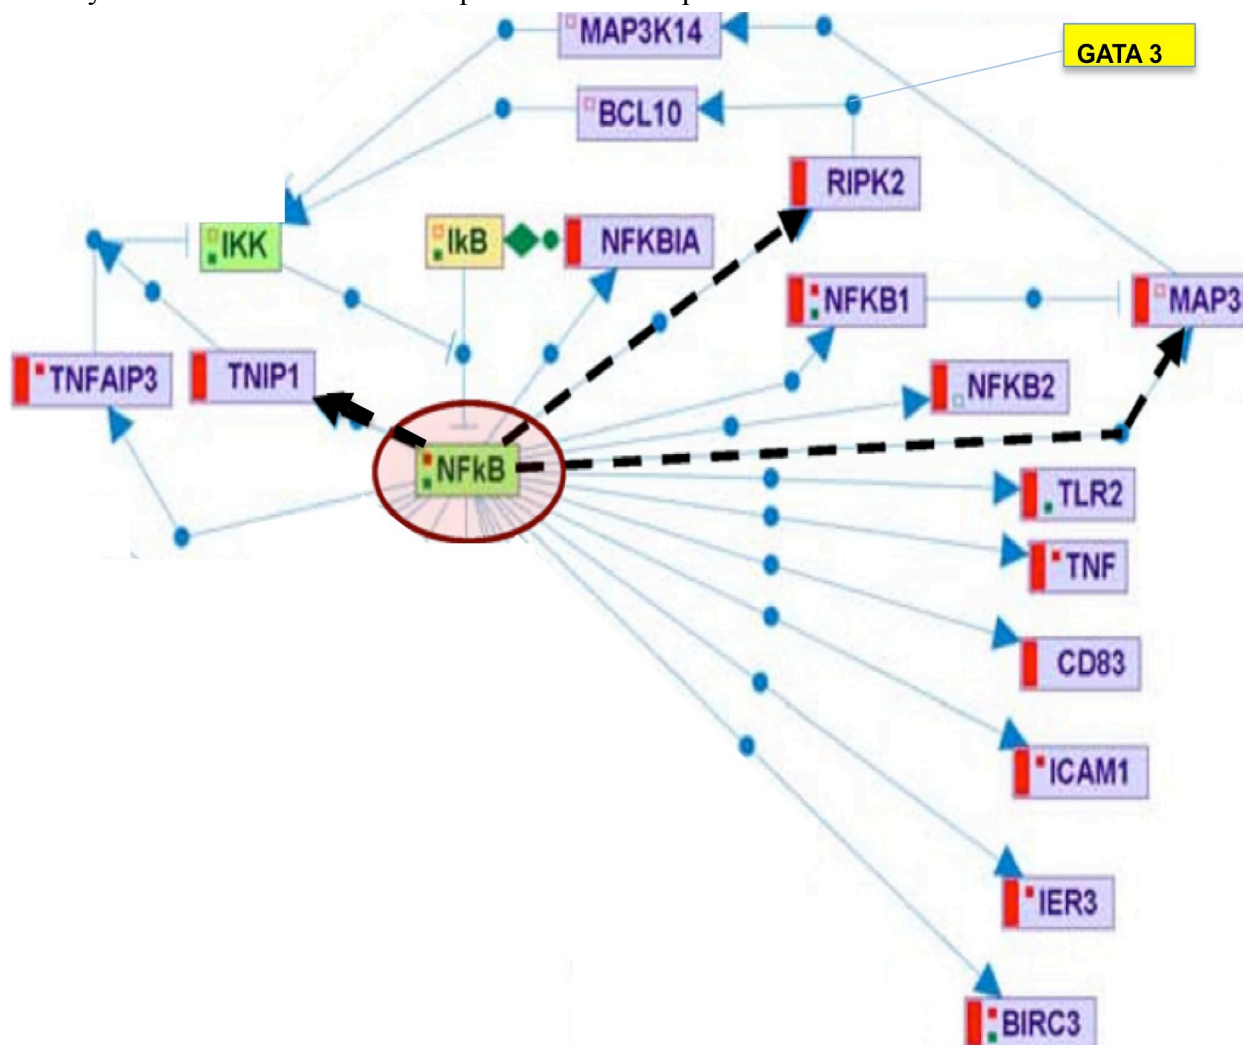 MAP3K14
GATA 3
BCL10
RIPK2
IKK
IkB
NFKBIA
NFKB1
MAP3
TNFAIP3
TNIP1
NFKB2
NFkB
TLR2
TNF
CD83
ICAM1
IER3
BIRC3